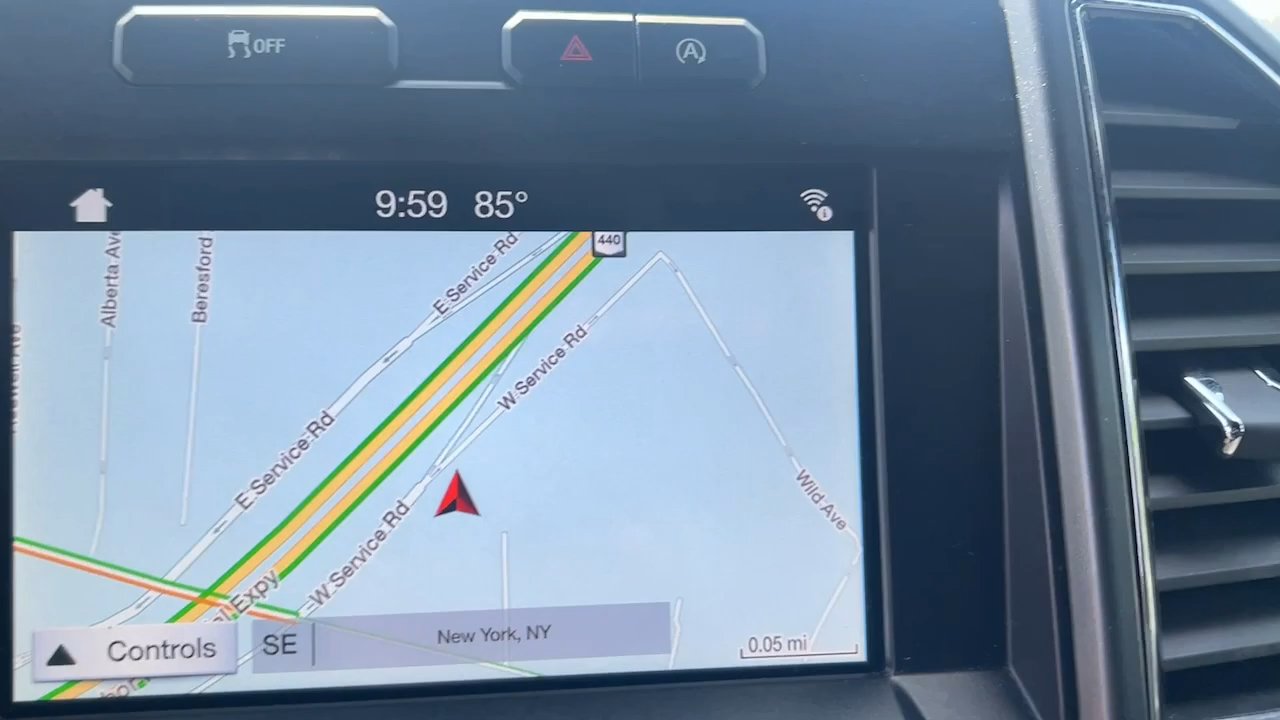 OFF
A
9:59 85°
440
Alberta Ave
Beresford
E Service Rd
W Service Rd
E Service Rd
W Service Rd
Wild Ave
Expy
Controls
SE
New York, NY
0.05 mi